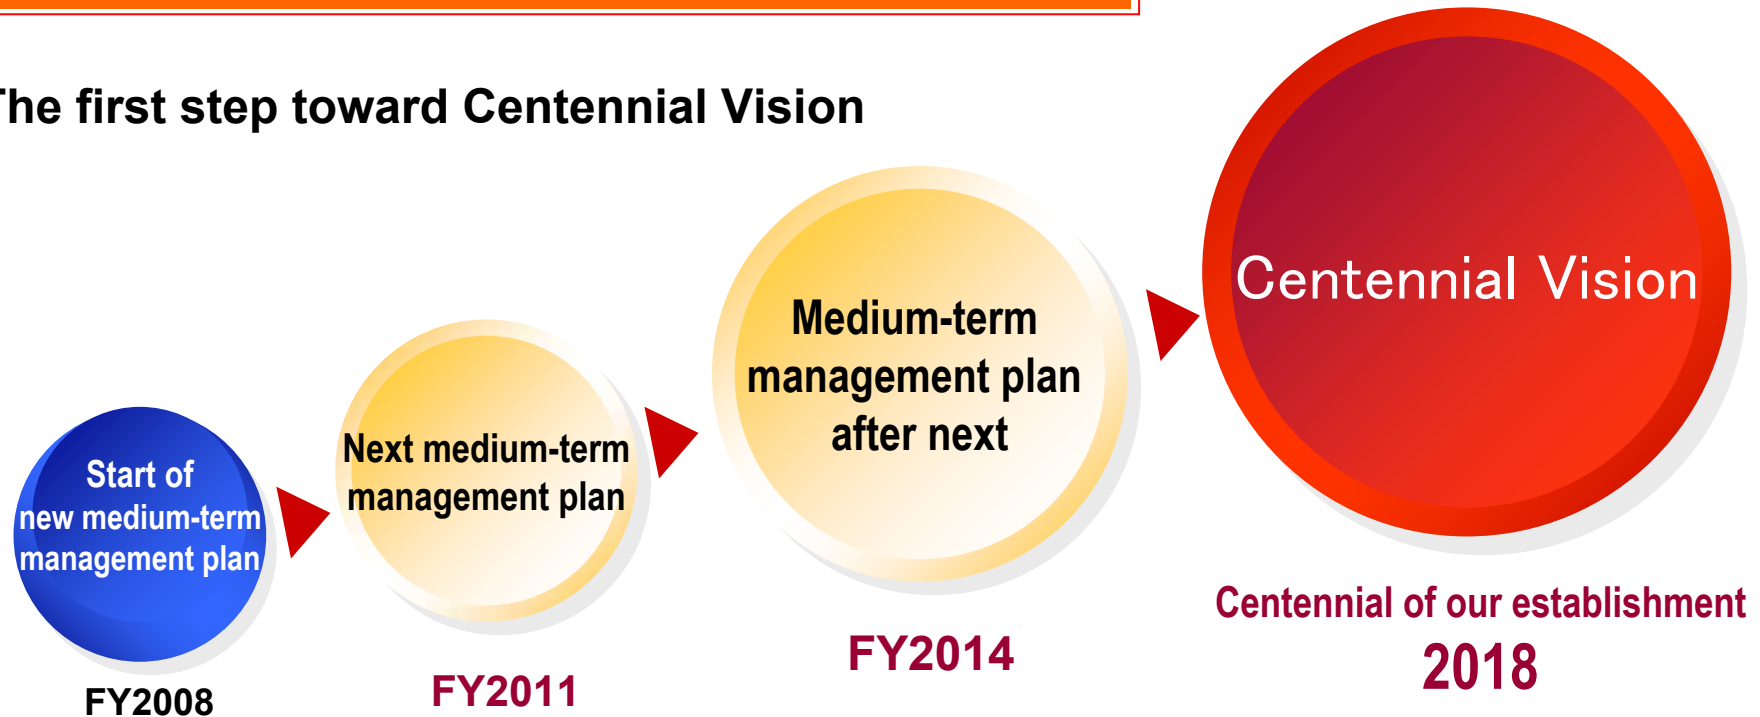 The first step toward Centennial Vision
Start of
new medium-term
management plan
FY2008
Next medium-term
management plan
FY2011
Medium-term
management plan
after next
FY2014
Centennial Vision
Centennial of our establishment
2018